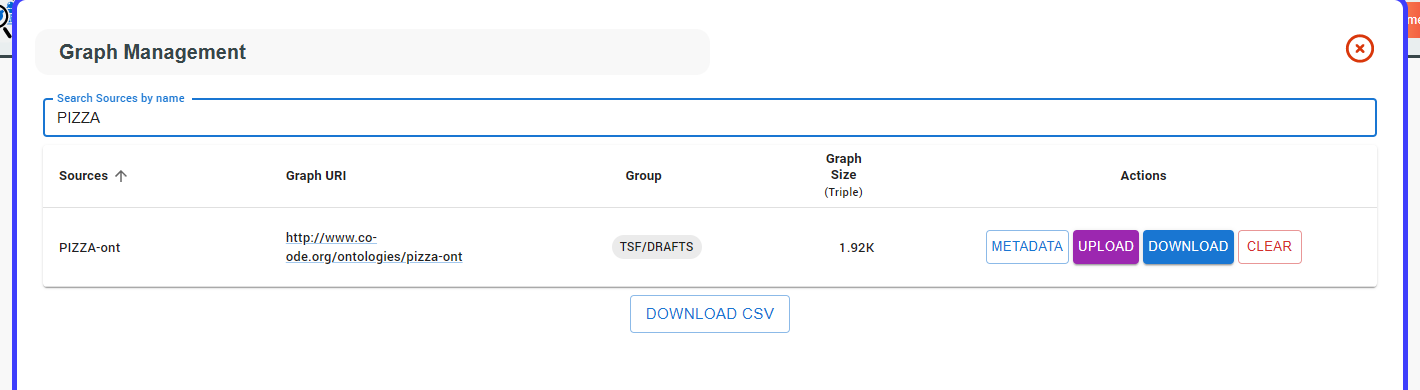 Graph Management
me
Search Sources by name
PIZZA
Sources
Graph URI
Group
Graph
Size
(Triple)
Actions
PIZZA-ont
http://www.co-
ode.org/ontologies/pizza-ont
TSF/DRAFTS
1.92K
METADATA
UPLOAD
DOWNLOAD
CLEAR
DOWNLOAD CSV